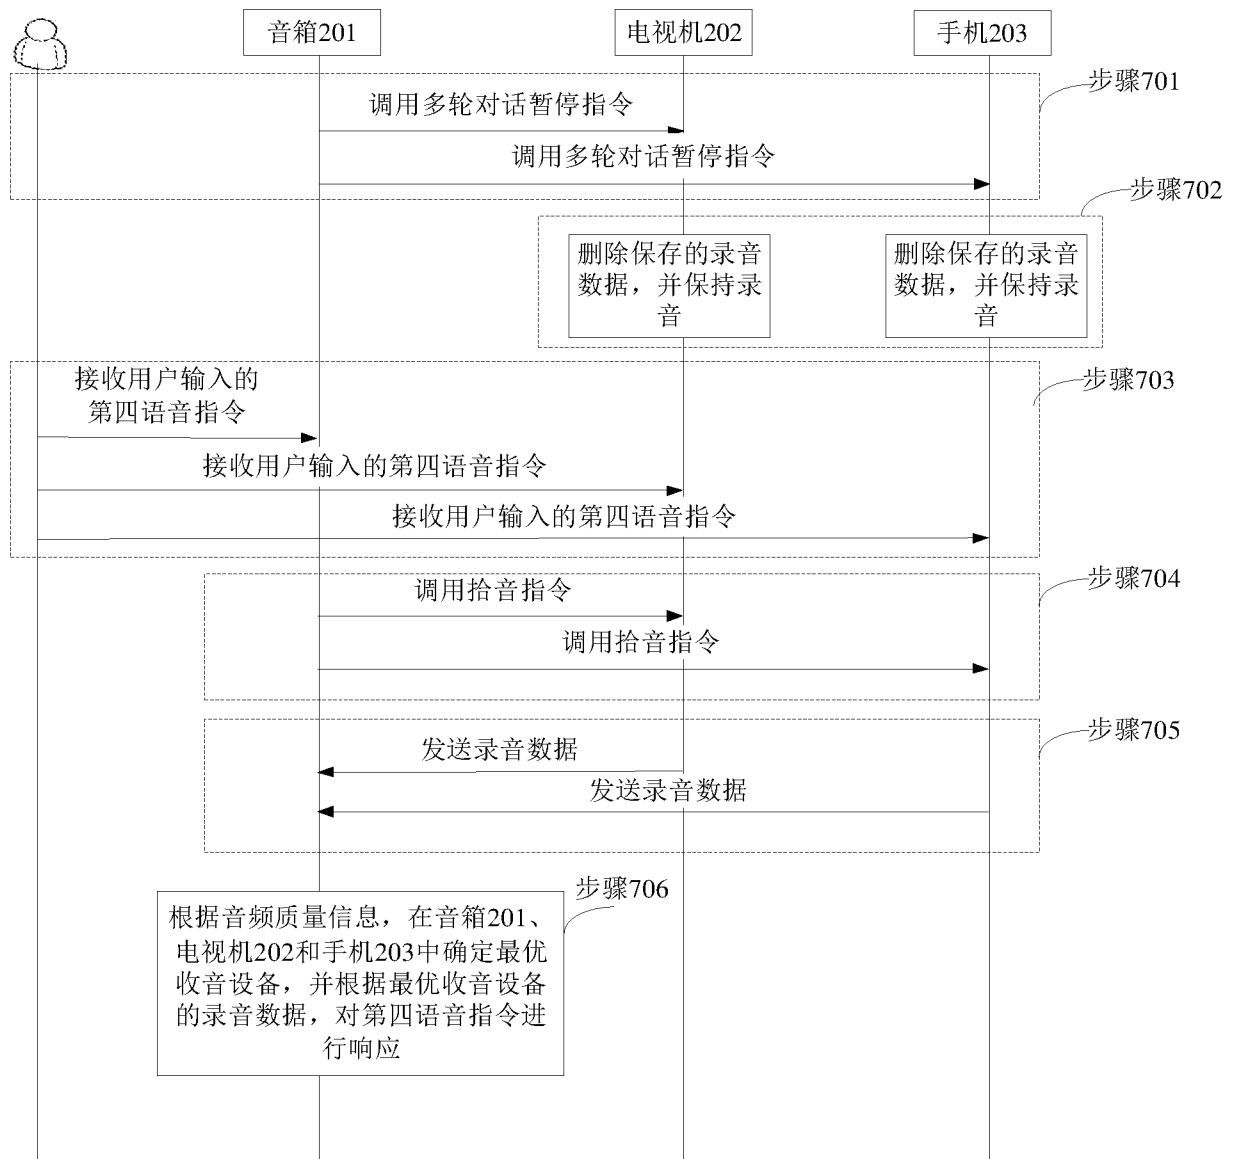 音箱201
电视机202
手机203
步骤701
调用多轮对话暂停指令
调用多轮对话暂停指令
步骤702
删除保存的录音
数据，并保持录
音
删除保存的录音
数据，并保持录
音
步骤703
接收用户输入的
第四语音指令
接收用户输入的第四语音指令
接收用户输入的第四语音指令
步骤704
调用拾音指令
调用拾音指令
步骤705
发送录音数据
发送录音数据
步骤706
根据音频质量信息，在音箱201、
电视机202和手机203中确定最优
收音设备，并根据最优收音设备
的录音数据，对第四语音指令进
行响应